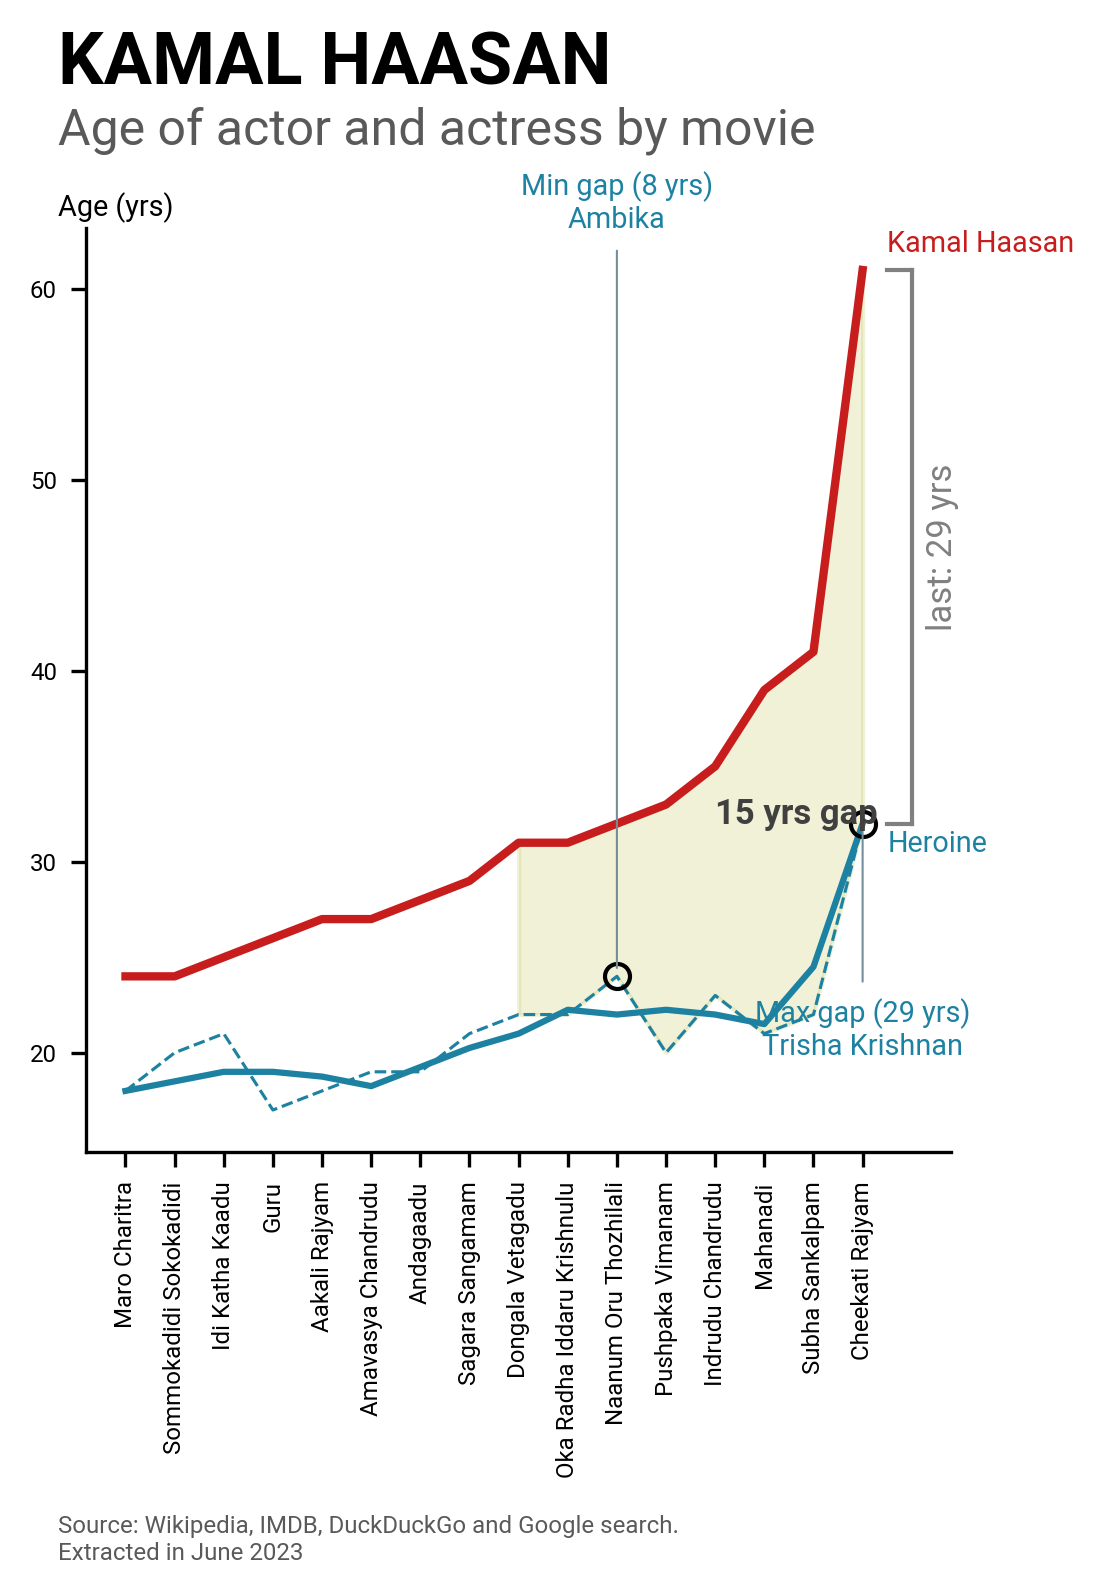 KAMAL HAASAN
Age of actor and actress by movie
Min gap (8 yrs)
Ambika
Age (yrs)
Kamal Haasan
60
50
40
30
20
last: 29 yrs
15 yrs gap
Heroine
Max gap (29 yrs)
Trisha Krishnan
Maro Charitra
Sommokadidi Sokokadidi
Idi Katha Kaadu
Guru
Aakali Rajyam
Amavasya Chandrudu
Andagaadu
Sagara Sangamam
Dongala Vetagadu
Oka Radha Iddaru Krishnulu
Naanum Oru Thozhilali
Pushpaka Vimanam
Indrudu Chandrudu
Mahanadi
Subha Sankalpam
Cheekati Rajyam
Source: Wikipedia, IMDB, DuckDuckGo and Google search.
Extracted in June 2023